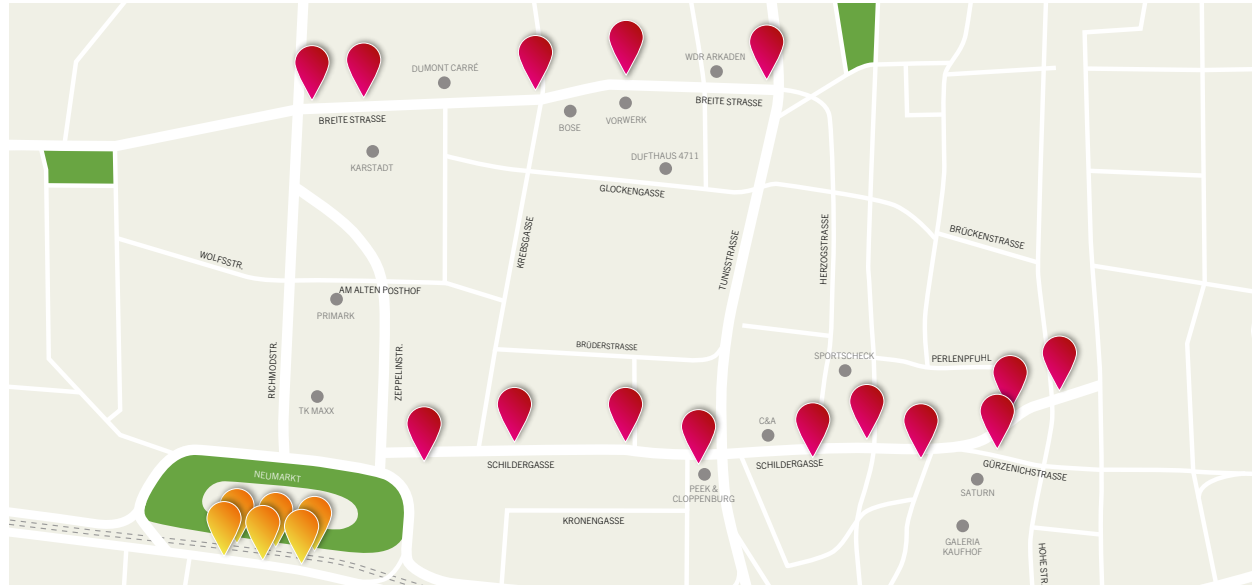 WDR ARKADEN
DUMONT CARRÉ
BREITE STRASSE
BREITE STRASSE
BOSE
VORWERK
KARSTADT
DUFTHAUS 4711
GLOCKENGASSE
KREBSGASSE
TUNISSTRASSE
HERZOGSTRASSE
BRÜCKENSTRASSE
WOLFSSTR.
AM ALTEN POSTHOF
PRIMARK
RICHMODSTR.
ZEPPELINSTR.
BRÜDERSTRASSE
SPORTSCHECK
PERLENPFUHL
TK MAXX
C&A
SCHILDERGASSE
SCHILDERGASSE
GÜRZENICHSTRASSE
NEUMARKT
PEEK &
CLOPPENBURG
SATURN
KRONENGASSE
GALERIA
KAUFHOF
HOHE STR.